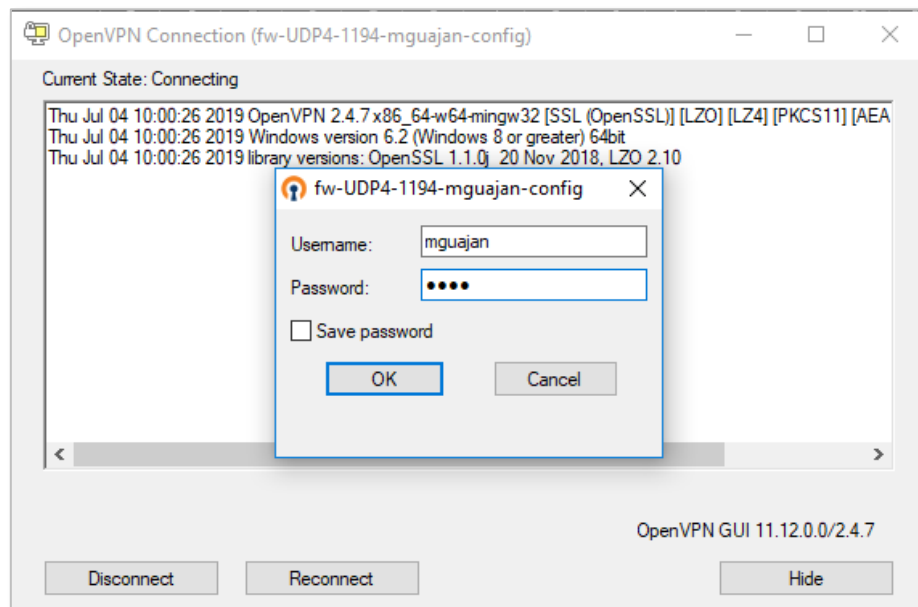 OpenVPN Connection (fw-UDP4-1194-mguajan-config)
Current State: Connecting
Thu Jul 04 10:00:26 2019 OpenVPN 2.4.7 x86_64-w64-mingw32 [SSL (OpenSSL)] [LZO] [LZ4] [PKCS11] [AEA
Thu Jul 04 10:00:26 2019 Windows version 6.2 (Windows 8 or greater) 64bit
Thu Jul 04 10:00:26 2019 library versions: OpenSSL 1.1.0j 20 Nov 2018, LZO 2.10
fw-UDP4-1194-mguajan-config
Username: mguajan
Password: ••••
Save password
OK Cancel
OpenVPN GUI 11.12.0.0/2.4.7
Disconnect Reconnect Hide